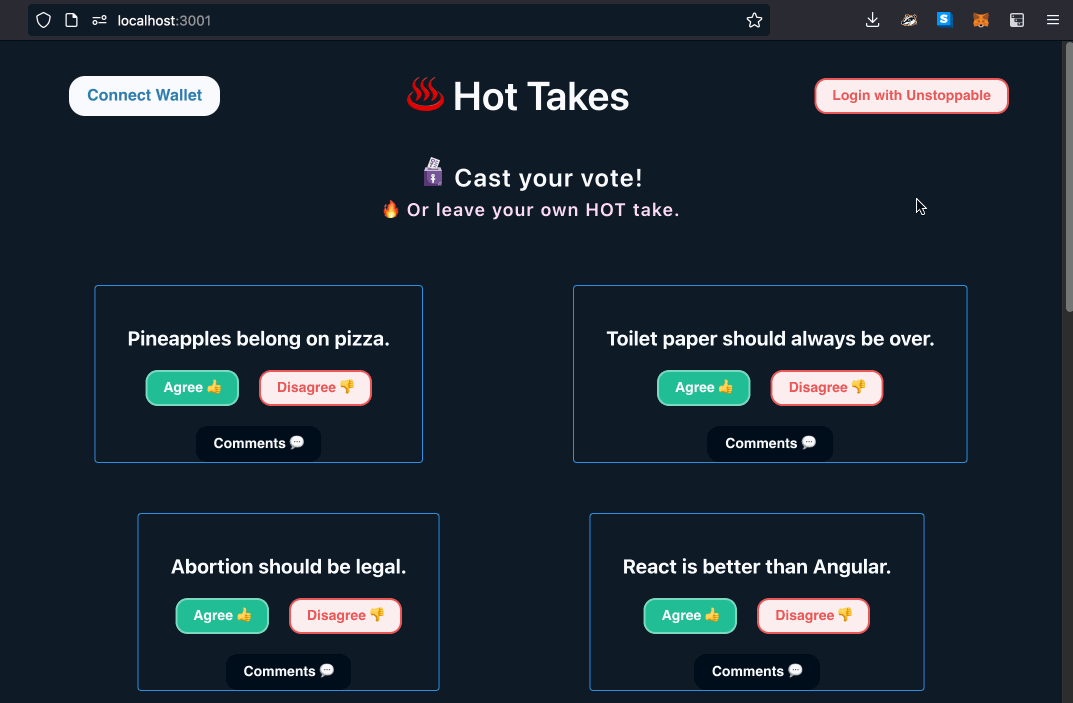 localhost:3001
S
Connect Wallet
♨️ Hot Takes
Login with Unstoppable
🗳️ Cast your vote!
🔥 Or leave your own HOT take.
Pineapples belong on pizza.
Toilet paper should always be over.
Agree 👍 Disagree 👎
Agree 👍 Disagree 👎
Comments 💬
Comments 💬
Abortion should be legal.
React is better than Angular.
Agree 👍 Disagree 👎
Agree 👍 Disagree 👎
Comments 💬
Comments 💬